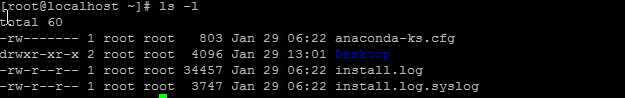 [root@localhost ~]# ls -l
total 60
-rw------- 1 root root   803 Jan 29 06:22 anaconda-ks.cfg
drwxr-xr-x 2 root root  4096 Jan 29 13:01 Desktop
-rw-r--r-- 1 root root 34457 Jan 29 06:22 install.log
-rw-r--r-- 1 root root  3747 Jan 29 06:22 install.log.syslog